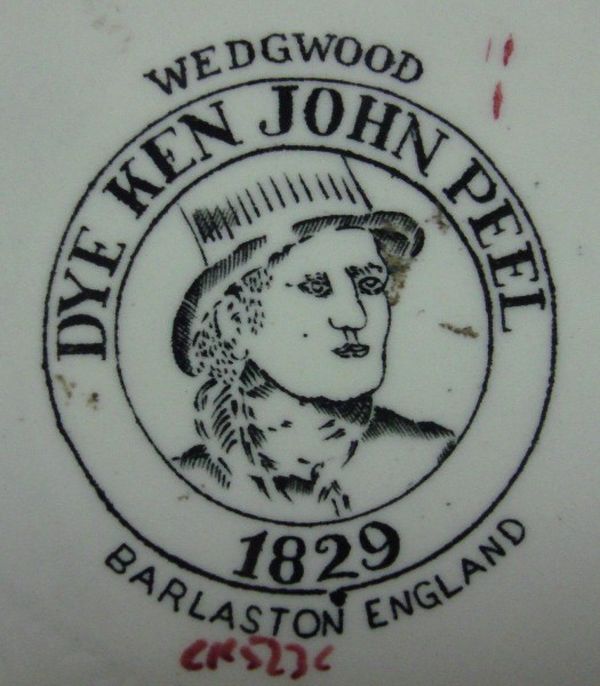 WEDGWOOD
DYE KEN JOHN PEEL
1829
BARLASTON ENGLAND